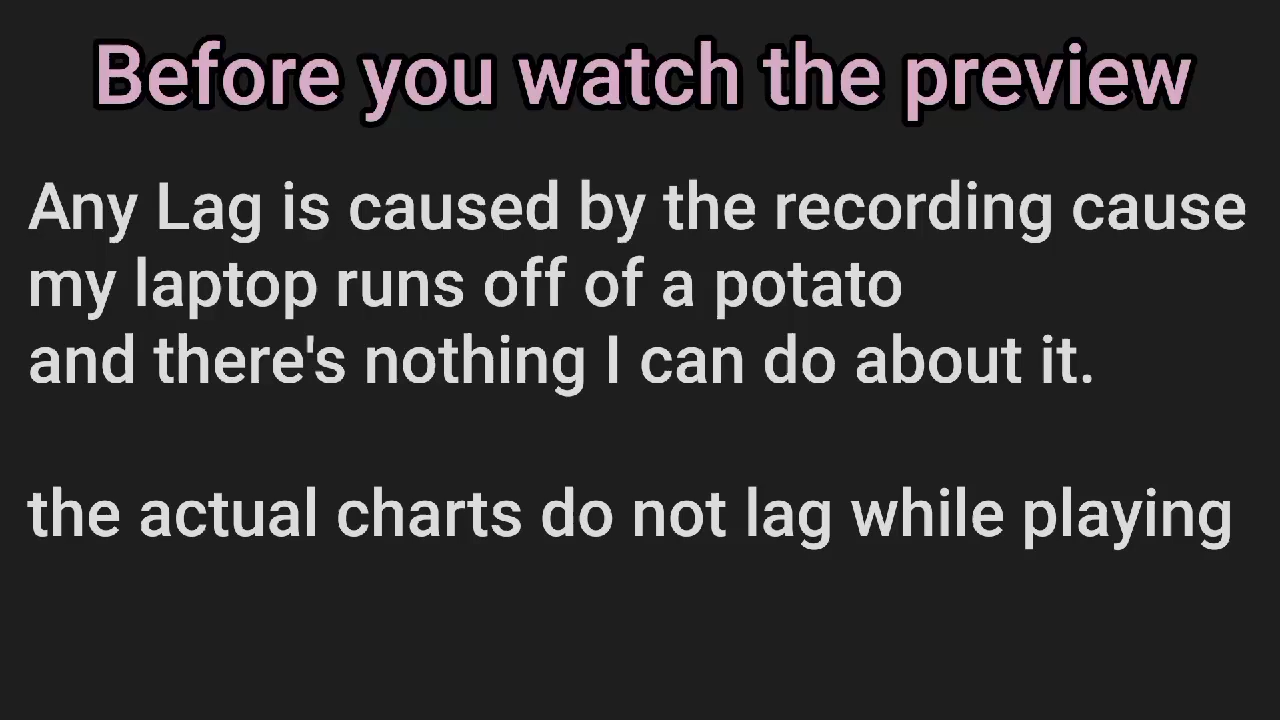 Before you watch the preview
Any Lag is caused by the recording cause
my laptop runs off of a potato
and there's nothing I can do about it.
the actual charts do not lag while playing